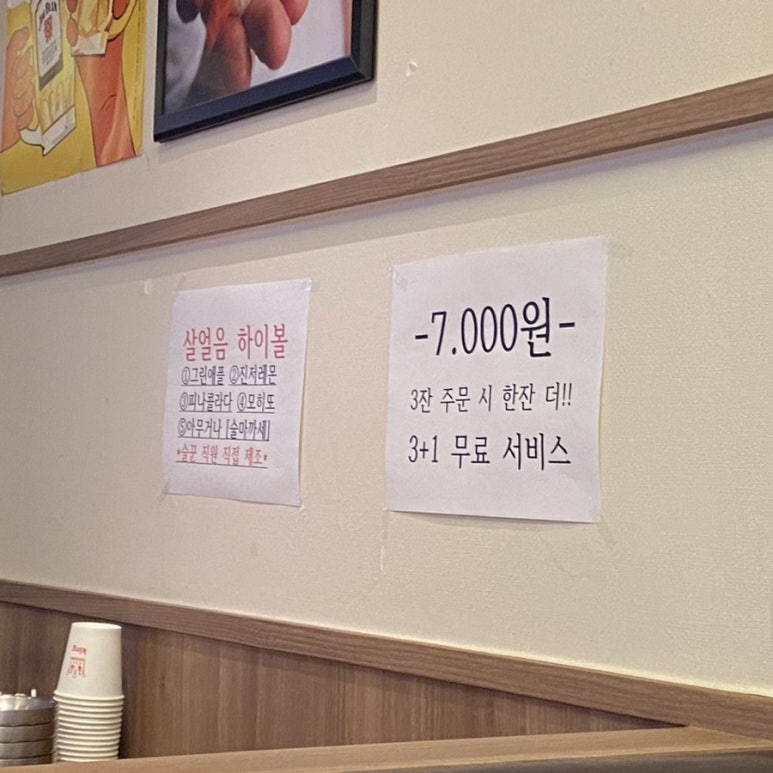 살얼음 하이볼
①그린애플 ②진저레몬
③피나콜라다 ④모히또
⑤아무거나 [술마까세]
*술꾼 직원 직접 제조*
-7.000원-
3잔 주문 시 한잔 더!!
3+1 무료 서비스